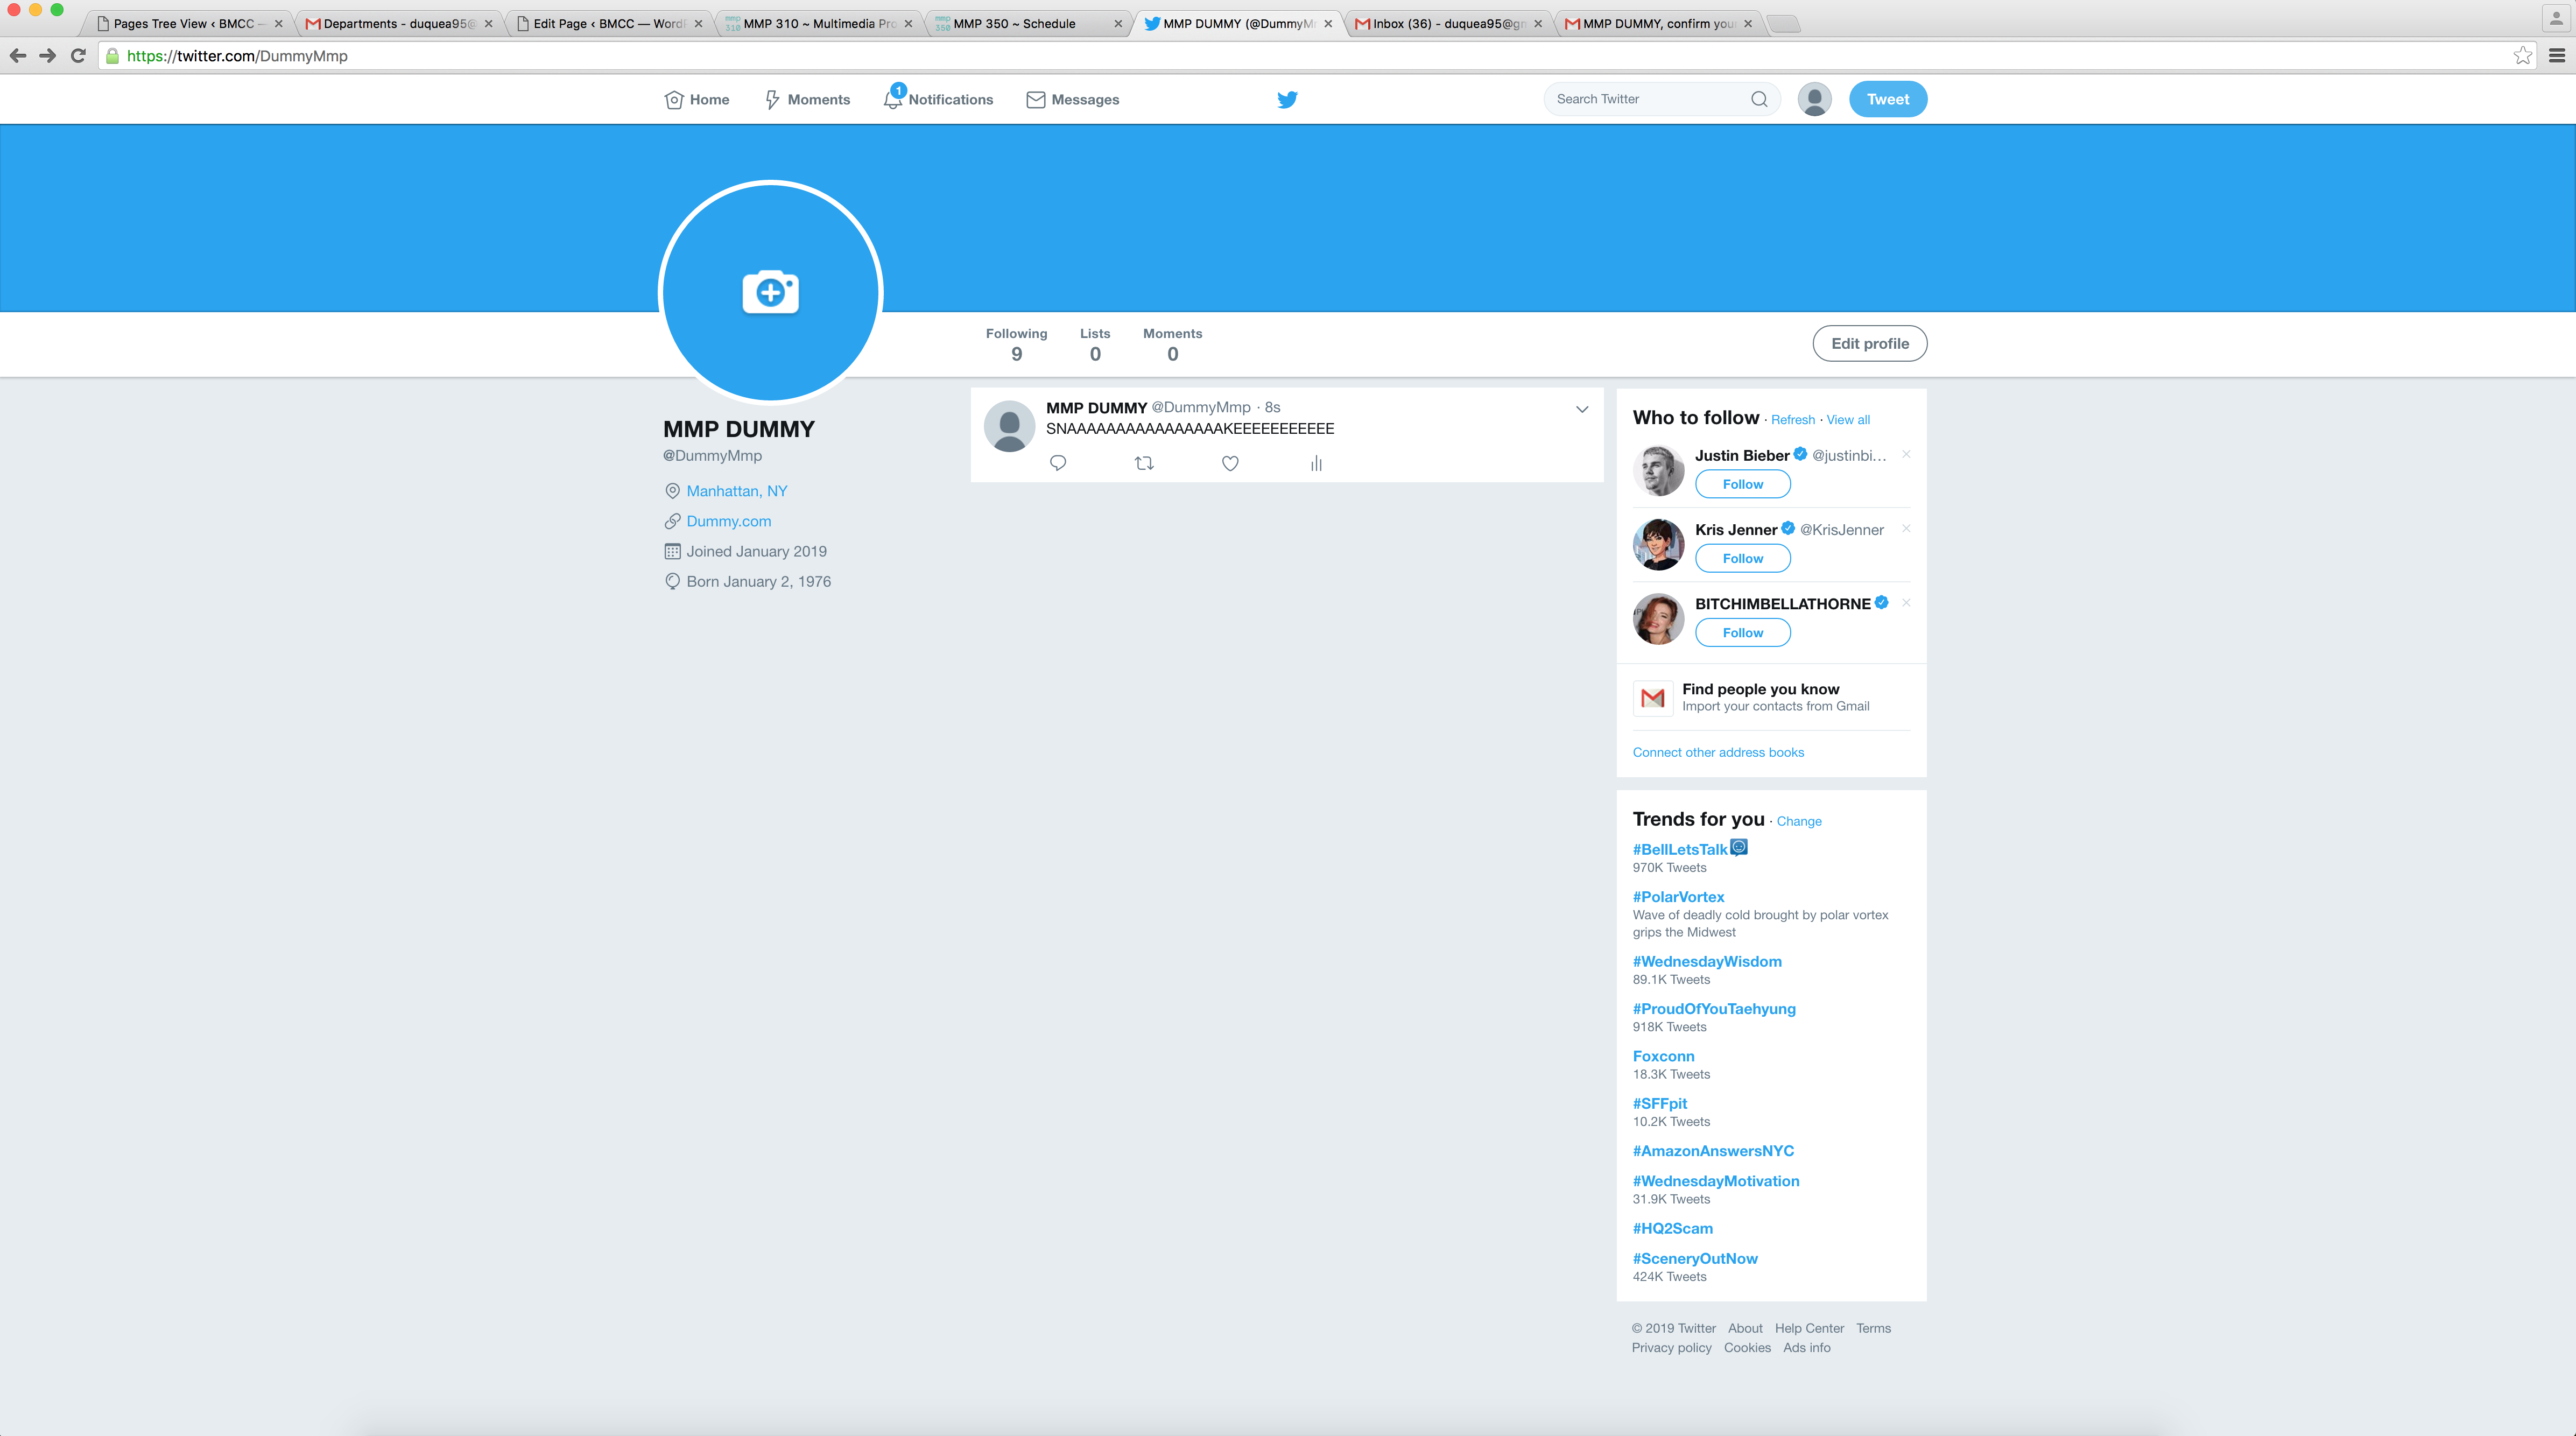 Pages Tree View ‹ BMCC —
Departments - duquea95@
Edit Page ‹ BMCC — Word
mmp 310 MMP 310 ~ Multimedia Pro
mmp 350 MMP 350 ~ Schedule
MMP DUMMY (@DummyM
Inbox (36) - duquea95@g
MMP DUMMY, confirm you
https://twitter.com/DummyMmp
Home
Moments
1
Notifications
Messages
Search Twitter
Tweet
Following
Lists
Moments
9
0
0
Edit profile
MMP DUMMY
@DummyMmp
Manhattan, NY
Dummy.com
Joined January 2019
Born January 2, 1976
MMP DUMMY @DummyMmp · 8s
SNAAAAAAAAAAAAAAAAKEEEEEEEEEEE
Who to follow · Refresh · View all
Justin Bieber @justinbi...
Follow
Kris Jenner @KrisJenner
Follow
BITCHIMBELLATHORNE
Follow
Find people you know
Import your contacts from Gmail
Connect other address books
Trends for you · Change
#BellLetsTalk
970K Tweets
#PolarVortex
Wave of deadly cold brought by polar vortex
grips the Midwest
#WednesdayWisdom
89.1K Tweets
#ProudOfYouTaehyung
918K Tweets
Foxconn
18.3K Tweets
#SFFpit
10.2K Tweets
#AmazonAnswersNYC
#WednesdayMotivation
31.9K Tweets
#HQ2Scam
#SceneryOutNow
424K Tweets
© 2019 Twitter About Help Center Terms
Privacy policy Cookies Ads info